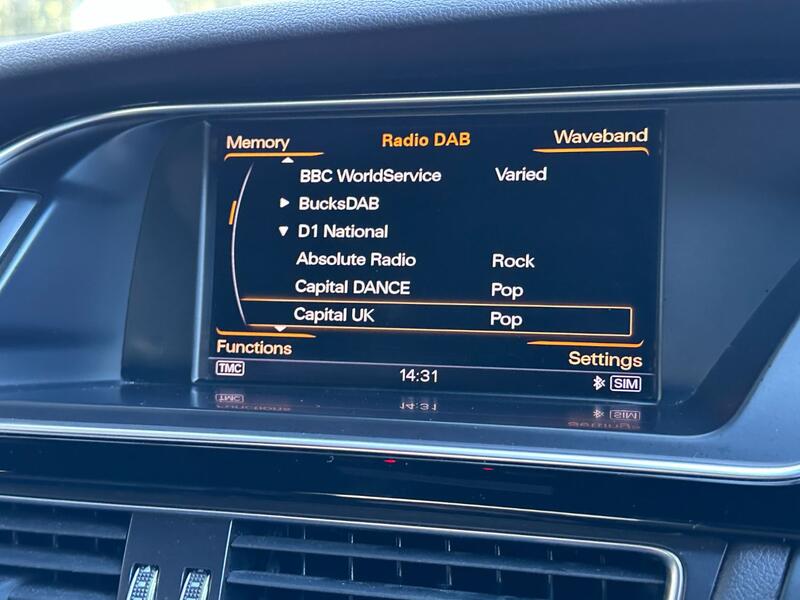 Memory Radio DAB Waveband
BBC WorldService Varied
BucksDAB
D1 National
Absolute Radio Rock
Capital DANCE Pop
Capital UK Pop
Functions Settings
TMC 14:31 SIM